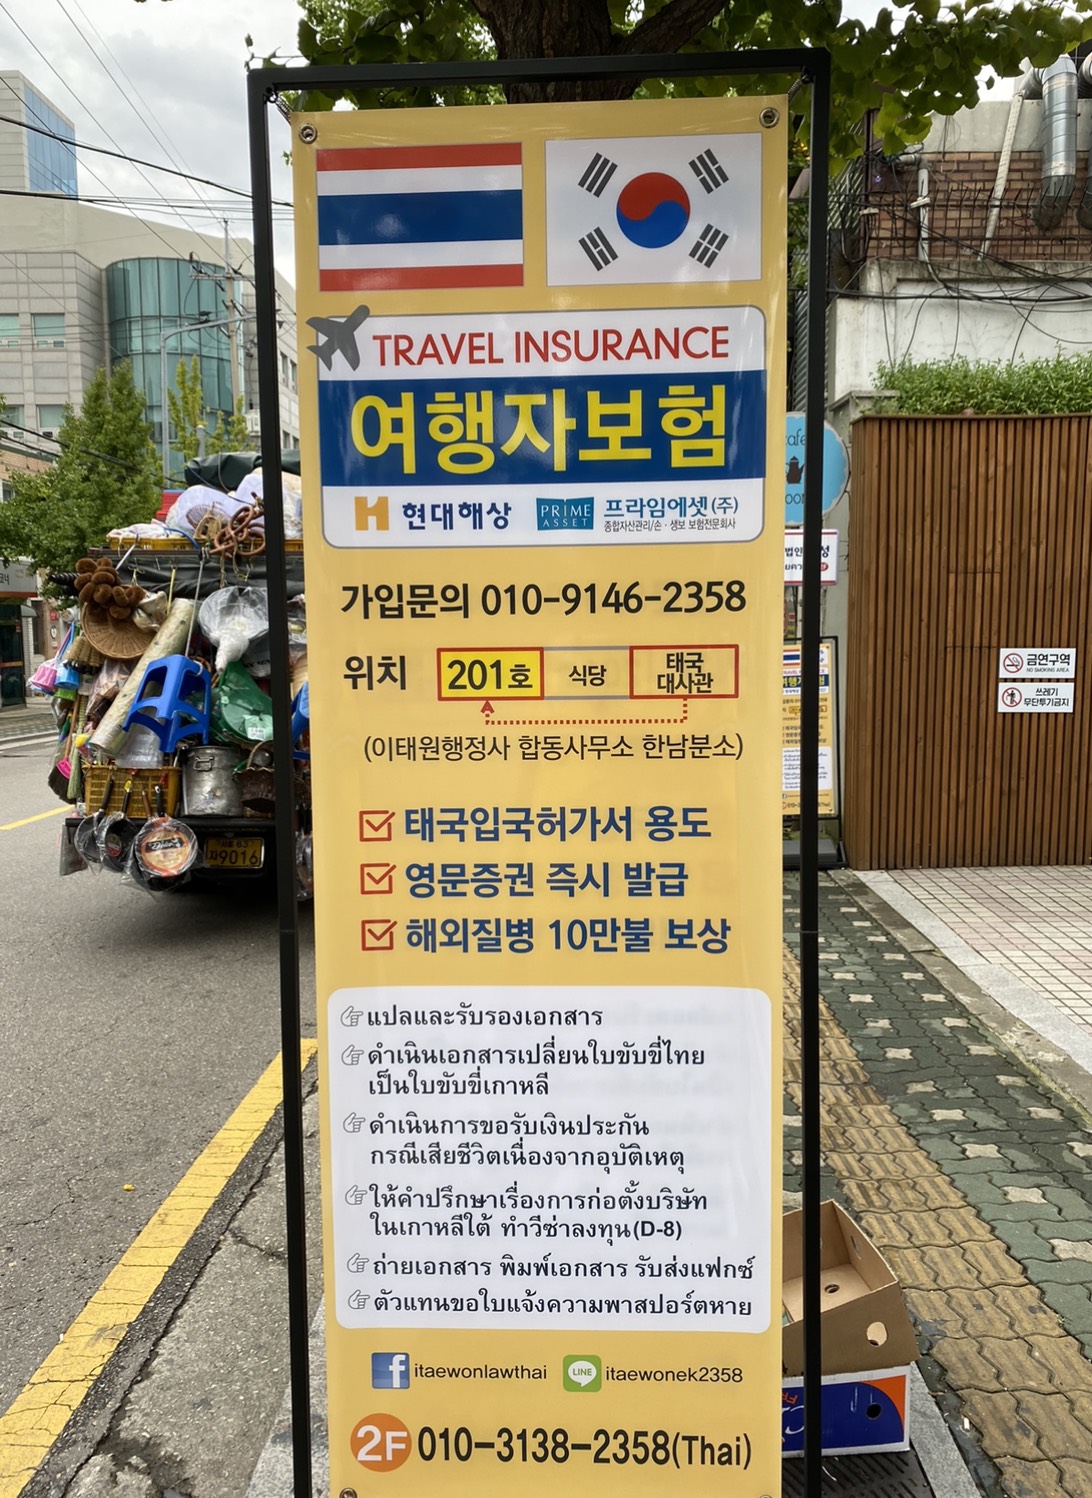 TRAVEL INSURANCE
여행자보험
현대해상
PRIME
ASSET
프라임에셋(주)
종합자산관리/손·생보 보험전문회사
가입문의 010-9146-2358
위치
201호
식당
태국
대사관
(이태원행정사 합동사무소 한남분소)
태국입국허가서 용도
영문증권 즉시 발급
해외질병 10만불 보상
แปลและรับรองเอกสาร
ดำเนินเอกสารเปลี่ยนใบขับขี่ไทย
เป็นใบขับขี่เกาหลี
ดำเนินการขอรับเงินประกัน
กรณีเสียชีวิตเนื่องจากอุบัติเหตุ
ให้คำปรึกษาเรื่องการก่อตั้งบริษัท
ในเกาหลีใต้ ทำวีซ่าลงทุน(D-8)
ถ่ายเอกสาร พิมพ์เอกสาร รับส่งแฟกซ์
ตัวแทนขอใบแจ้งความพาสปอร์ตหาย
itaewonlawthai
LINE
itaewonek2358
2F 010-3138-2358(Thai)
금연구역
NO SMOKING AREA
쓰레기
무단투기금지
cafe
9016